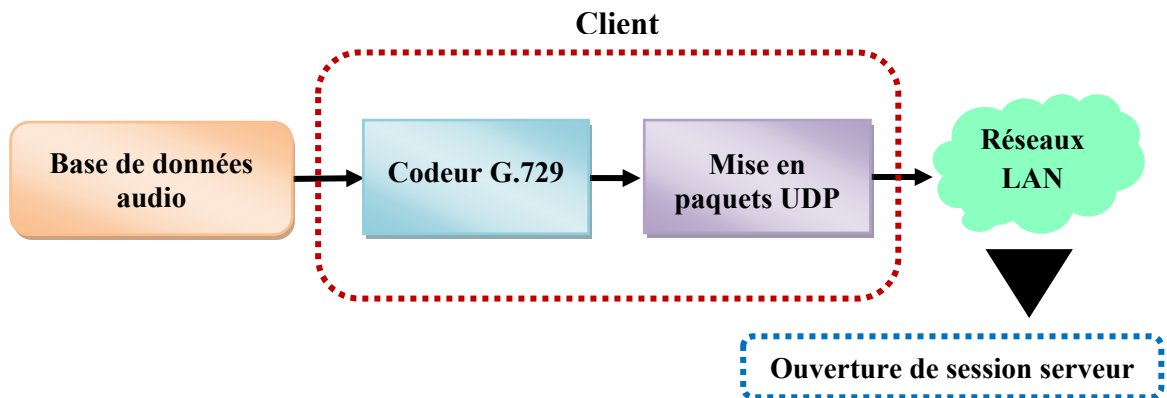 Client
Base de données
audio
Codeur G.729
Mise en
paquets UDP
Réseaux
LAN
Ouverture de session serveur